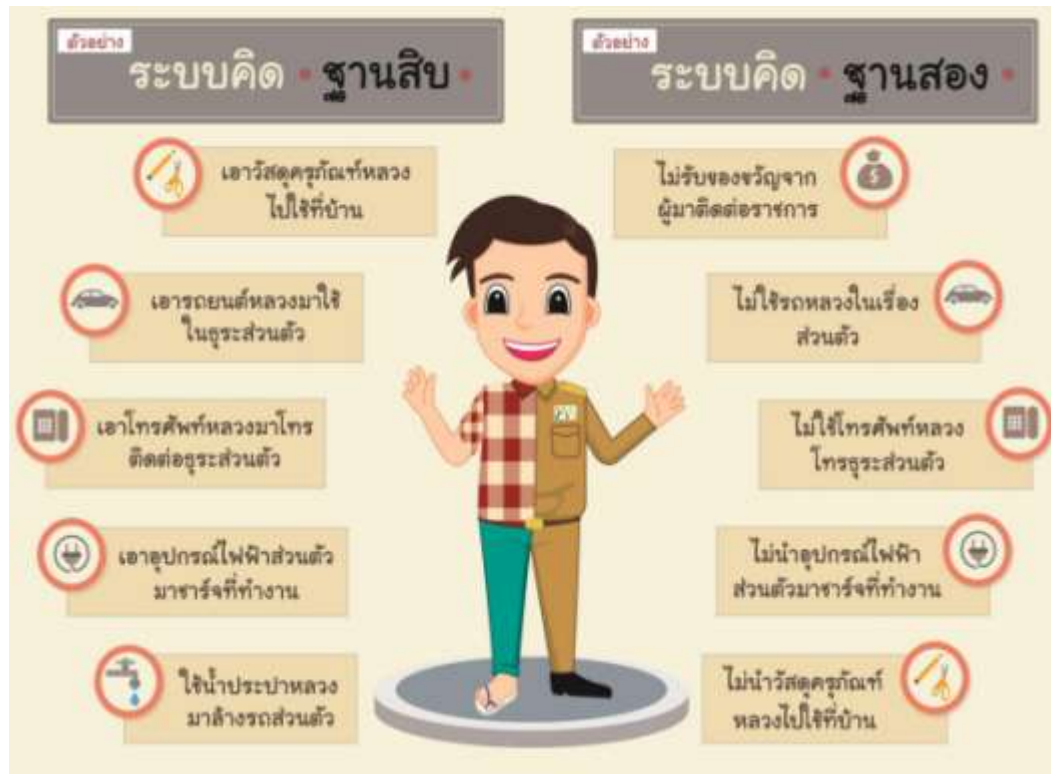 ตัวอย่าง
ระบบคิด • ฐานสิบ •
เอาวัสดุครุภัณฑ์หลวง
ไปใช้ที่บ้าน
เอารถยนต์หลวงมาใช้
ในธุระส่วนตัว
เอาโทรศัพท์หลวงมาโทร
ติดต่อธุระส่วนตัว
เอาอุปกรณ์ไฟฟ้าส่วนตัว
มาชาร์จที่ทำงาน
ใช้น้ำประปาหลวง
มาล้างรถส่วนตัว
ตัวอย่าง
ระบบคิด • ฐานสอง •
ไม่รับของขวัญจาก
ผู้มาติดต่อราชการ
$
ไม่ใช้รถหลวงในเรื่อง
ส่วนตัว
ไม่ใช้โทรศัพท์หลวง
โทรธุระส่วนตัว
ไม่นำอุปกรณ์ไฟฟ้า
ส่วนตัวมาชาร์จที่ทำงาน
ไม่นำวัสดุครุภัณฑ์
หลวงไปใช้ที่บ้าน